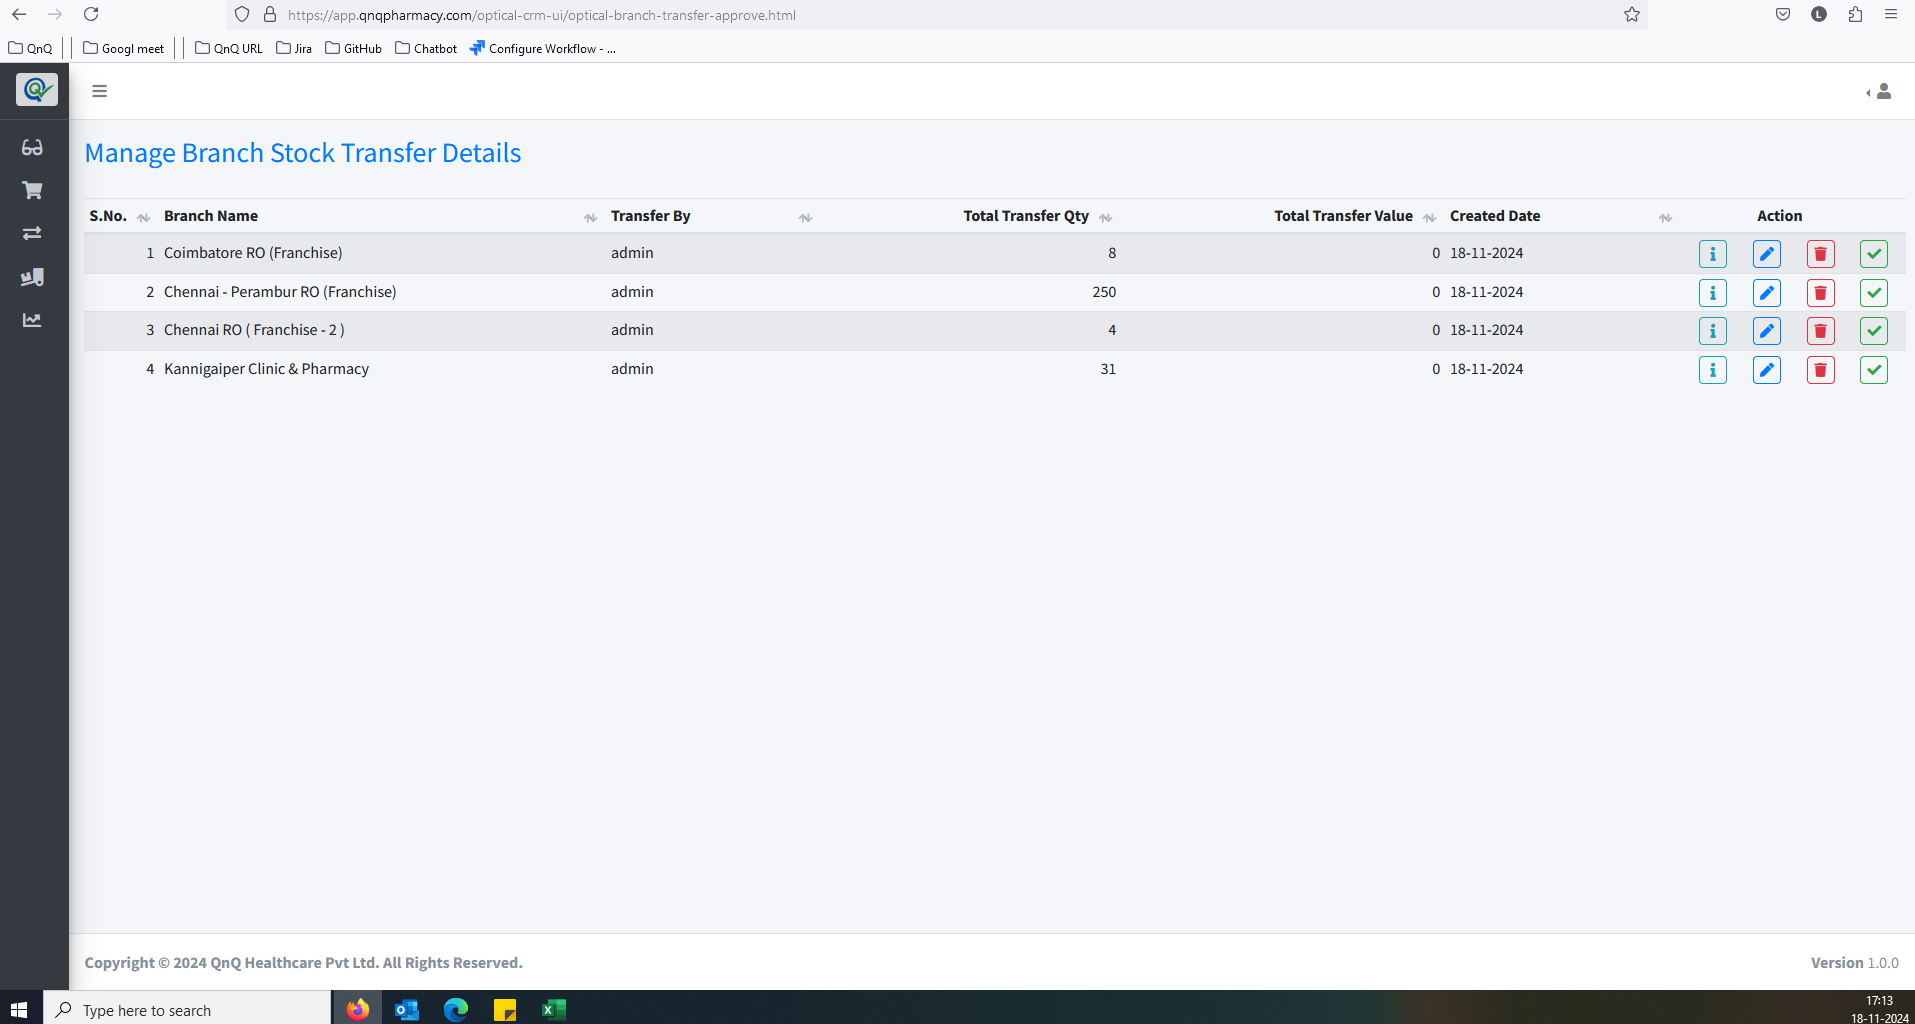 https://app.qnqpharmacy.com/optical-crm-ui/optical-branch-transfer-approve.html
L
QnQ
Googl meet
QnQ URL
Jira
GitHub
Chatbot
Configure Workflow - ...
Manage Branch Stock Transfer Details
S.No. Branch Name Transfer By Total Transfer Qty Total Transfer Value Created Date Action
1 Coimbatore RO (Franchise) admin 8 0 18-11-2024
2 Chennai - Perambur RO (Franchise) admin 250 0 18-11-2024
3 Chennai RO ( Franchise - 2 ) admin 4 0 18-11-2024
4 Kannigaiper Clinic & Pharmacy admin 31 0 18-11-2024
Copyright © 2024 QnQ Healthcare Pvt Ltd. All Rights Reserved.
Version 1.0.0
Type here to search
17:13
18-11-2024